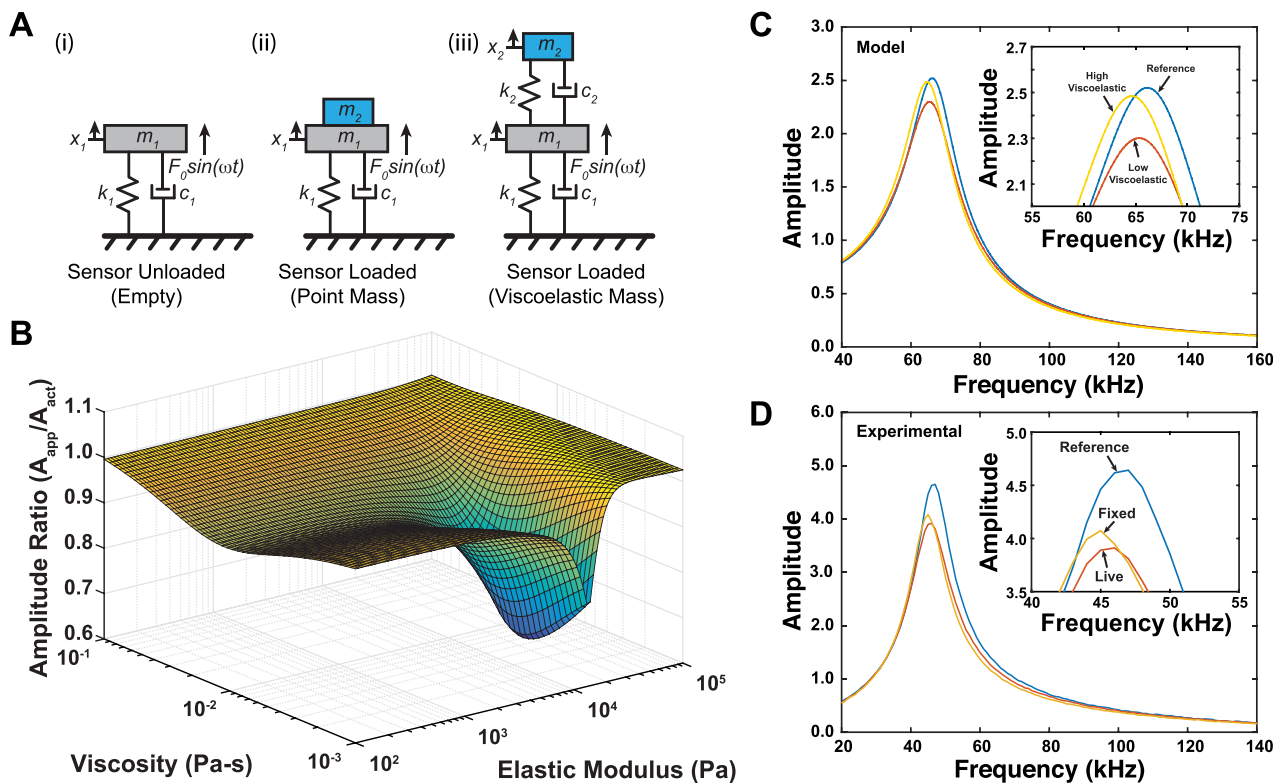 A
(i)
(ii)
(iii)
x1
m1
F0sin(ωt)
k1
c1
Sensor Unloaded
(Empty)
m2
x1
m1
F0sin(ωt)
k1
c1
Sensor Loaded
(Point Mass)
x2
m2
k2
c2
x1
m1
F0sin(ωt)
k1
c1
Sensor Loaded
(Viscoelastic Mass)
B
Amplitude Ratio (Aapp/Aact)
1.1
1.0
0.9
0.8
0.7
0.6
10-1
10-2
10-3
Viscosity (Pa-s)
102
103
104
105
Elastic Modulus (Pa)
C
Model
Amplitude
3.0
2.5
2.0
1.5
1.0
0.5
0.0
40
60
80
100
120
140
160
Frequency (kHz)
Amplitude
2.7
2.5
2.3
2.1
High
Viscoelastic
Reference
Low
Viscoelastic
55
60
65
70
75
Frequency (kHz)
D
Experimental
Amplitude
6.0
5.0
4.0
3.0
2.0
1.0
0.0
20
40
60
80
100
120
140
Frequency (kHz)
Amplitude
5.0
4.5
4.0
3.5
Reference
Fixed
Live
40
45
50
55
Frequency (kHz)